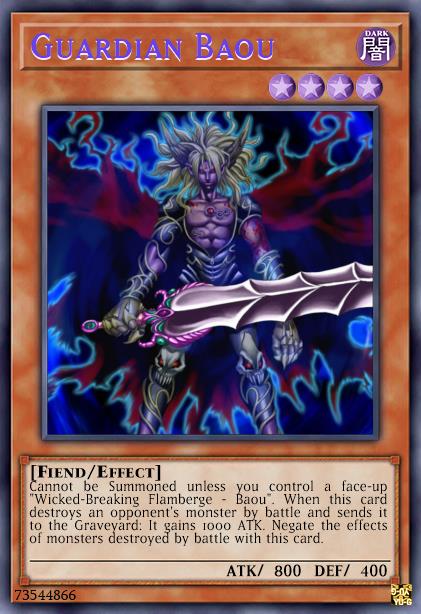 Guardian Baou
DARK
闇
[Fiend/Effect]
Cannot be Summoned unless you control a face-up
"Wicked-Breaking Flamberge - Baou". When this card
destroys an opponent's monster by battle and sends it
to the Graveyard: It gains 1000 ATK. Negate the effects
of monsters destroyed by battle with this card.
ATK/ 800 DEF/ 400
73544866